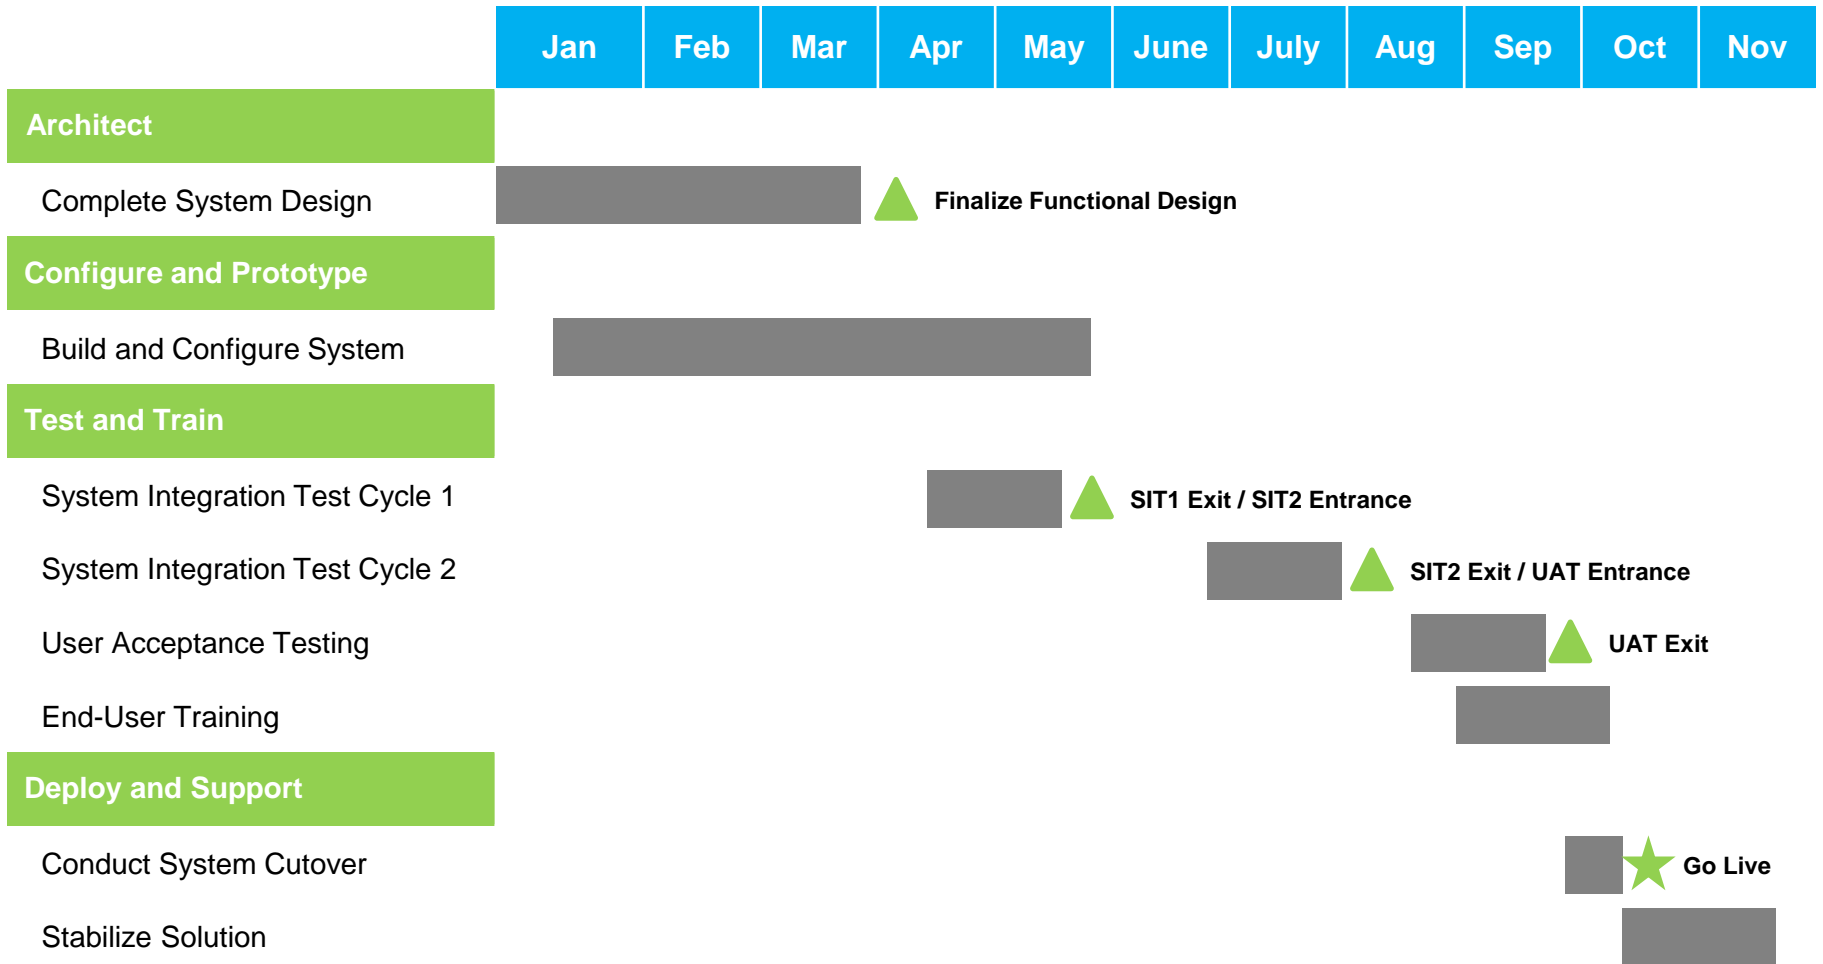 Jan Feb Mar Apr May June July Aug Sep Oct Nov
Architect
Complete System Design
Finalize Functional Design
Configure and Prototype
Build and Configure System
Test and Train
System Integration Test Cycle 1
SIT1 Exit / SIT2 Entrance
System Integration Test Cycle 2
SIT2 Exit / UAT Entrance
User Acceptance Testing
UAT Exit
End-User Training
Deploy and Support
Conduct System Cutover
Go Live
Stabilize Solution